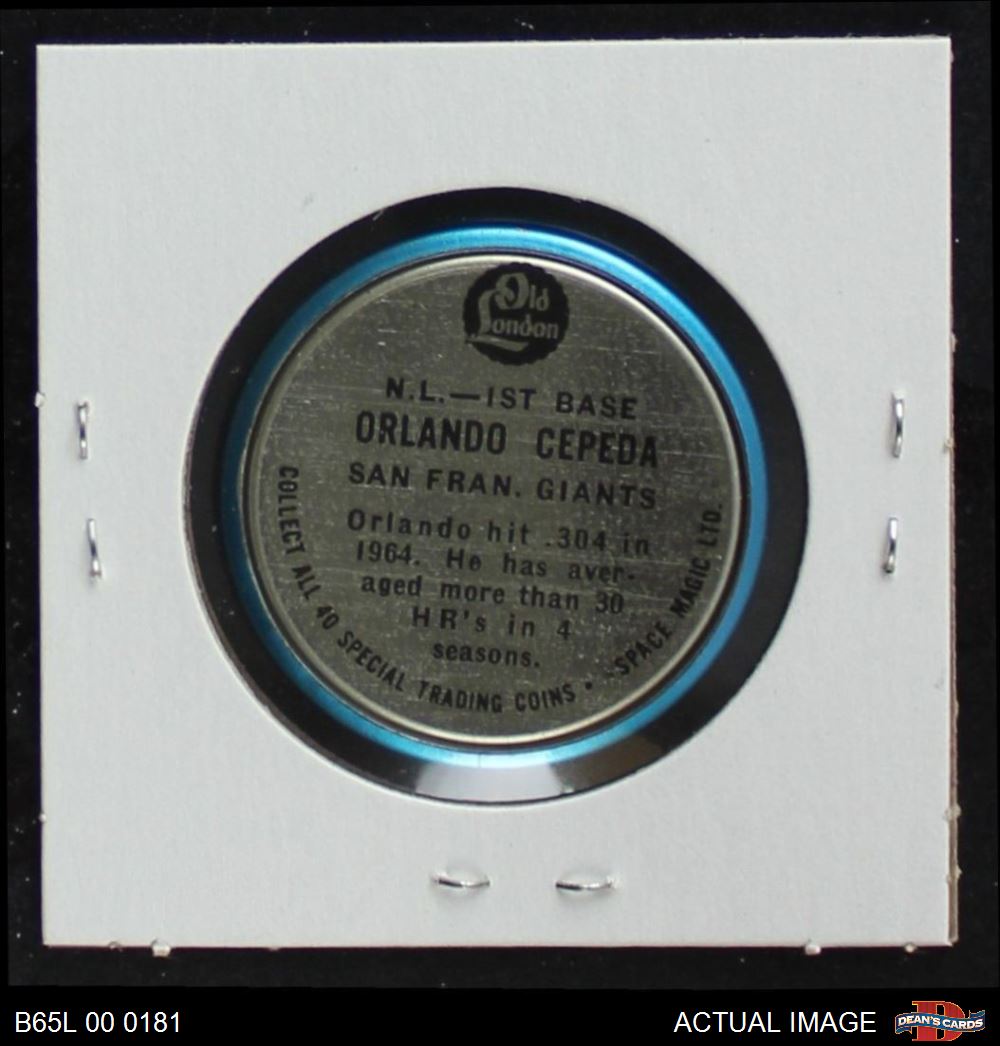 Old
London
N.L.—1ST BASE
ORLANDO CEPEDA
SAN FRAN. GIANTS
Orlando hit .304 in
1964. He has aver-
aged more than 30
HR's in 4
seasons.
COLLECT ALL 40 SPECIAL TRADING COINS • SPACE MAGIC LTD.
B65L 00 0181
ACTUAL IMAGE
D
DEAN'S CARDS